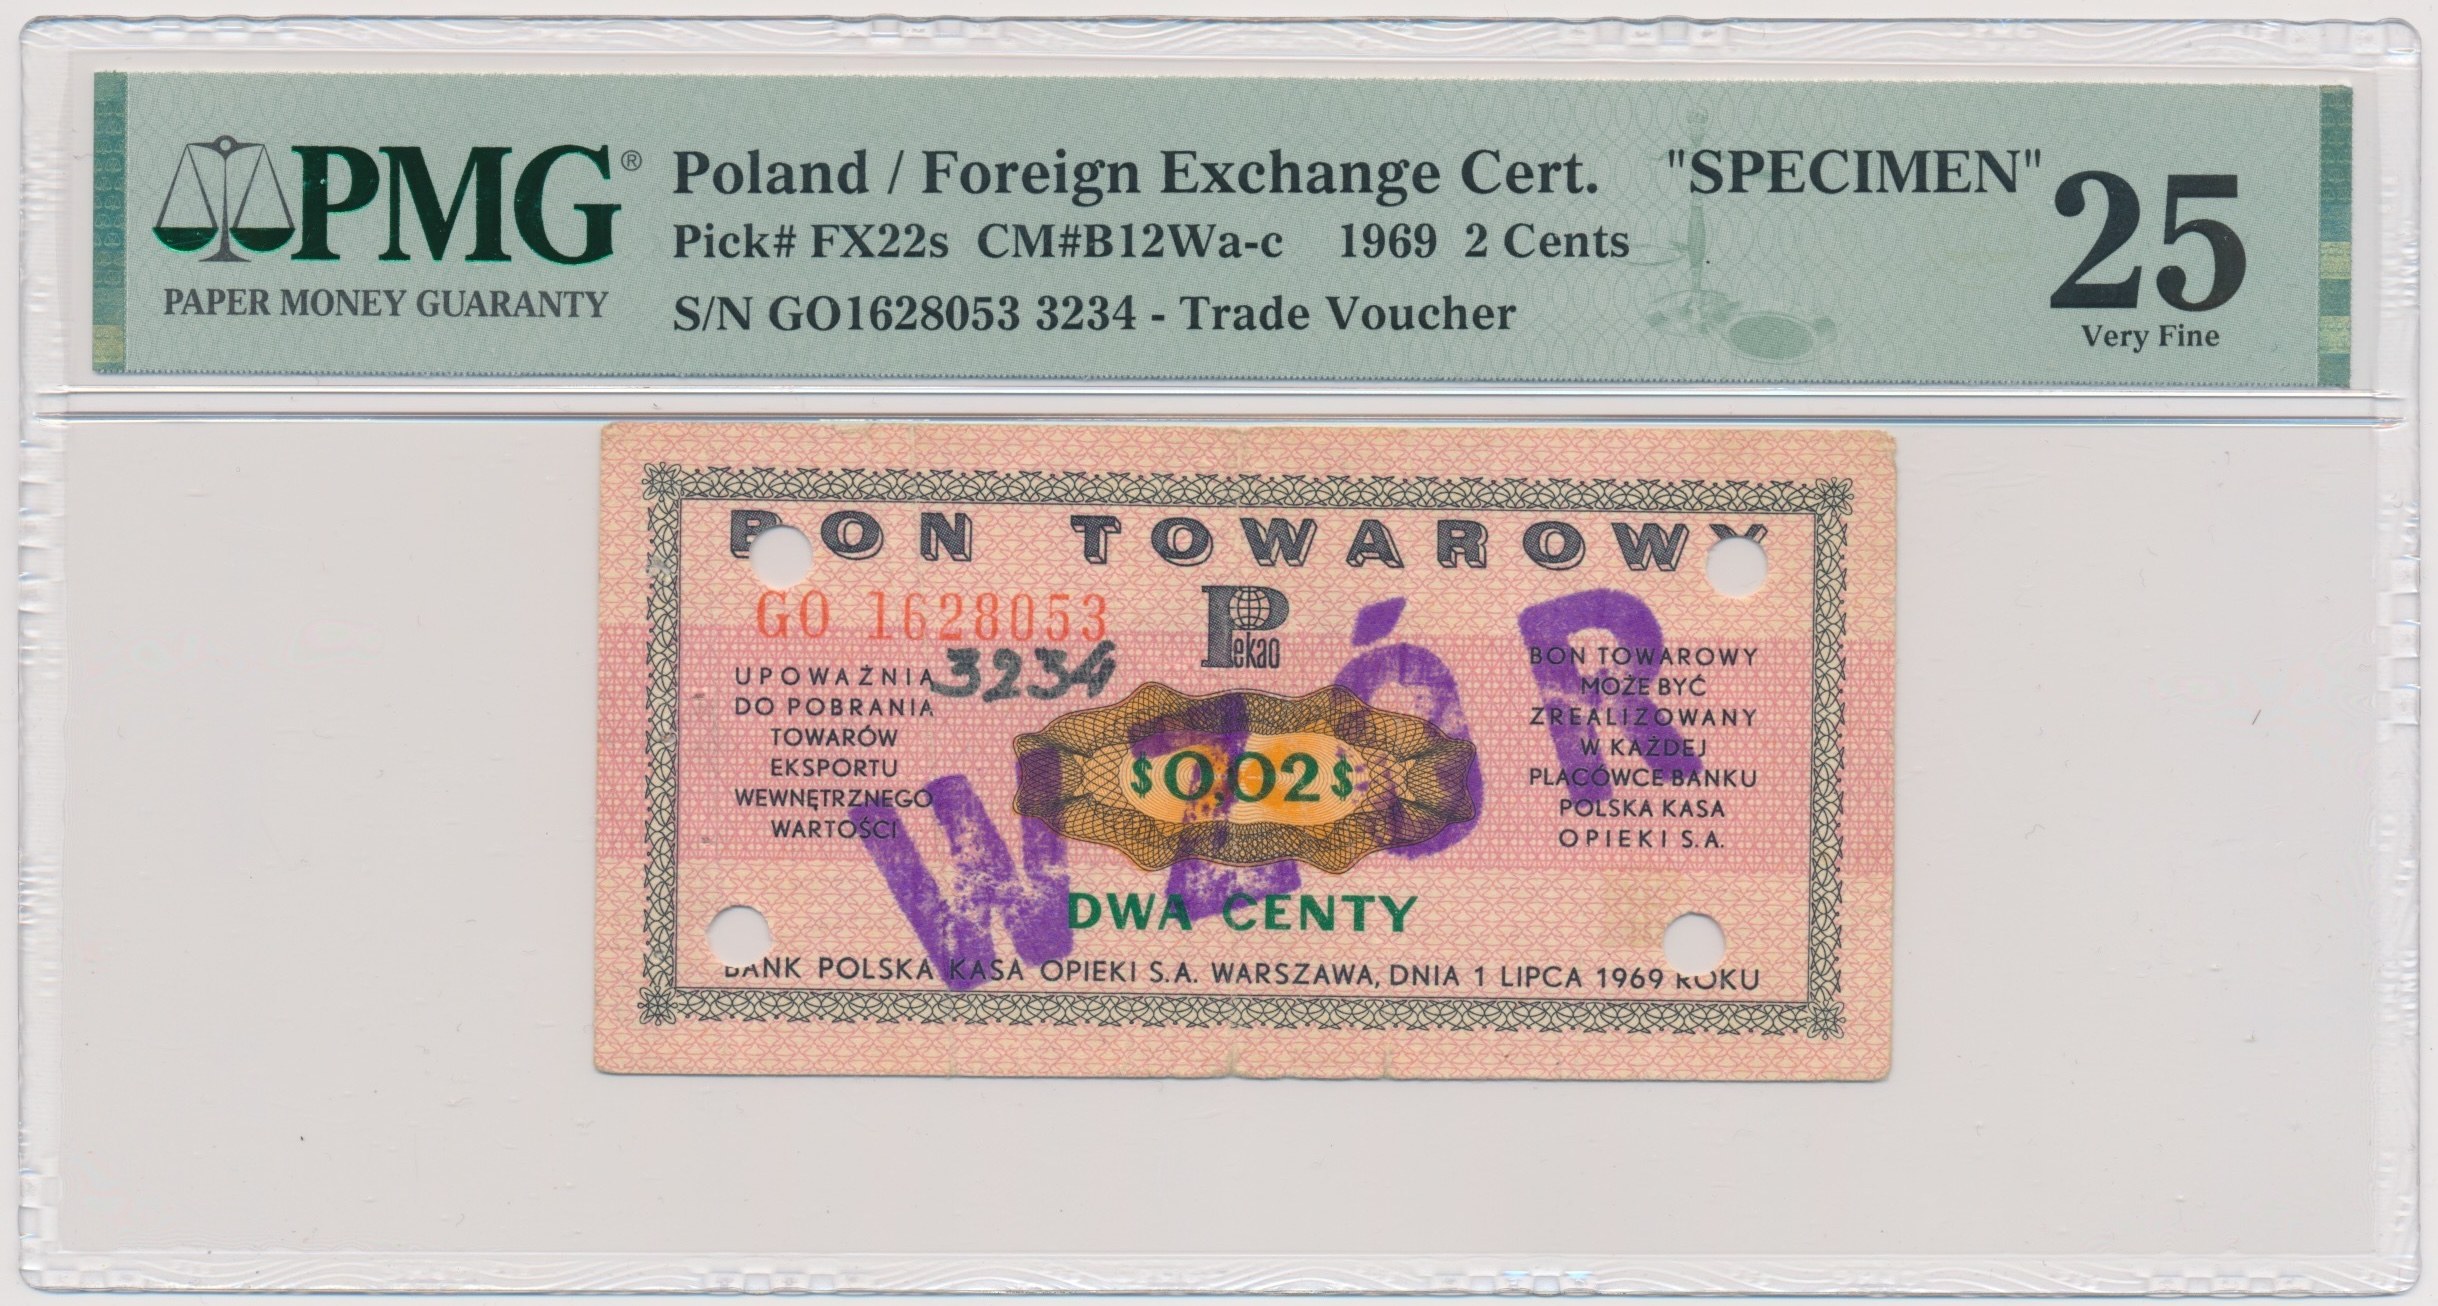 PMG®
PAPER MONEY GUARANTY
Poland / Foreign Exchange Cert. "SPECIMEN"
Pick# FX22s CM#B12Wa-c 1969 2 Cents
S/N GO1628053 3234 - Trade Voucher
25
Very Fine
BON TOWAROWY
GO 1628053
3234
Pekao
UPOWAŻNIA
DO POBRANIA
TOWARÓW
EKSPORTU
WEWNĘTRZNEGO
WARTOŚCI
$0,02$
WZÓR
BON TOWAROWY
MOŻE BYĆ
ZREALIZOWANY
W KAŻDEJ
PLACÓWCE BANKU
POLSKA KASA
OPIEKI S.A.
DWA CENTY
BANK POLSKA KASA OPIEKI S.A. WARSZAWA, DNIA 1 LIPCA 1969 ROKU